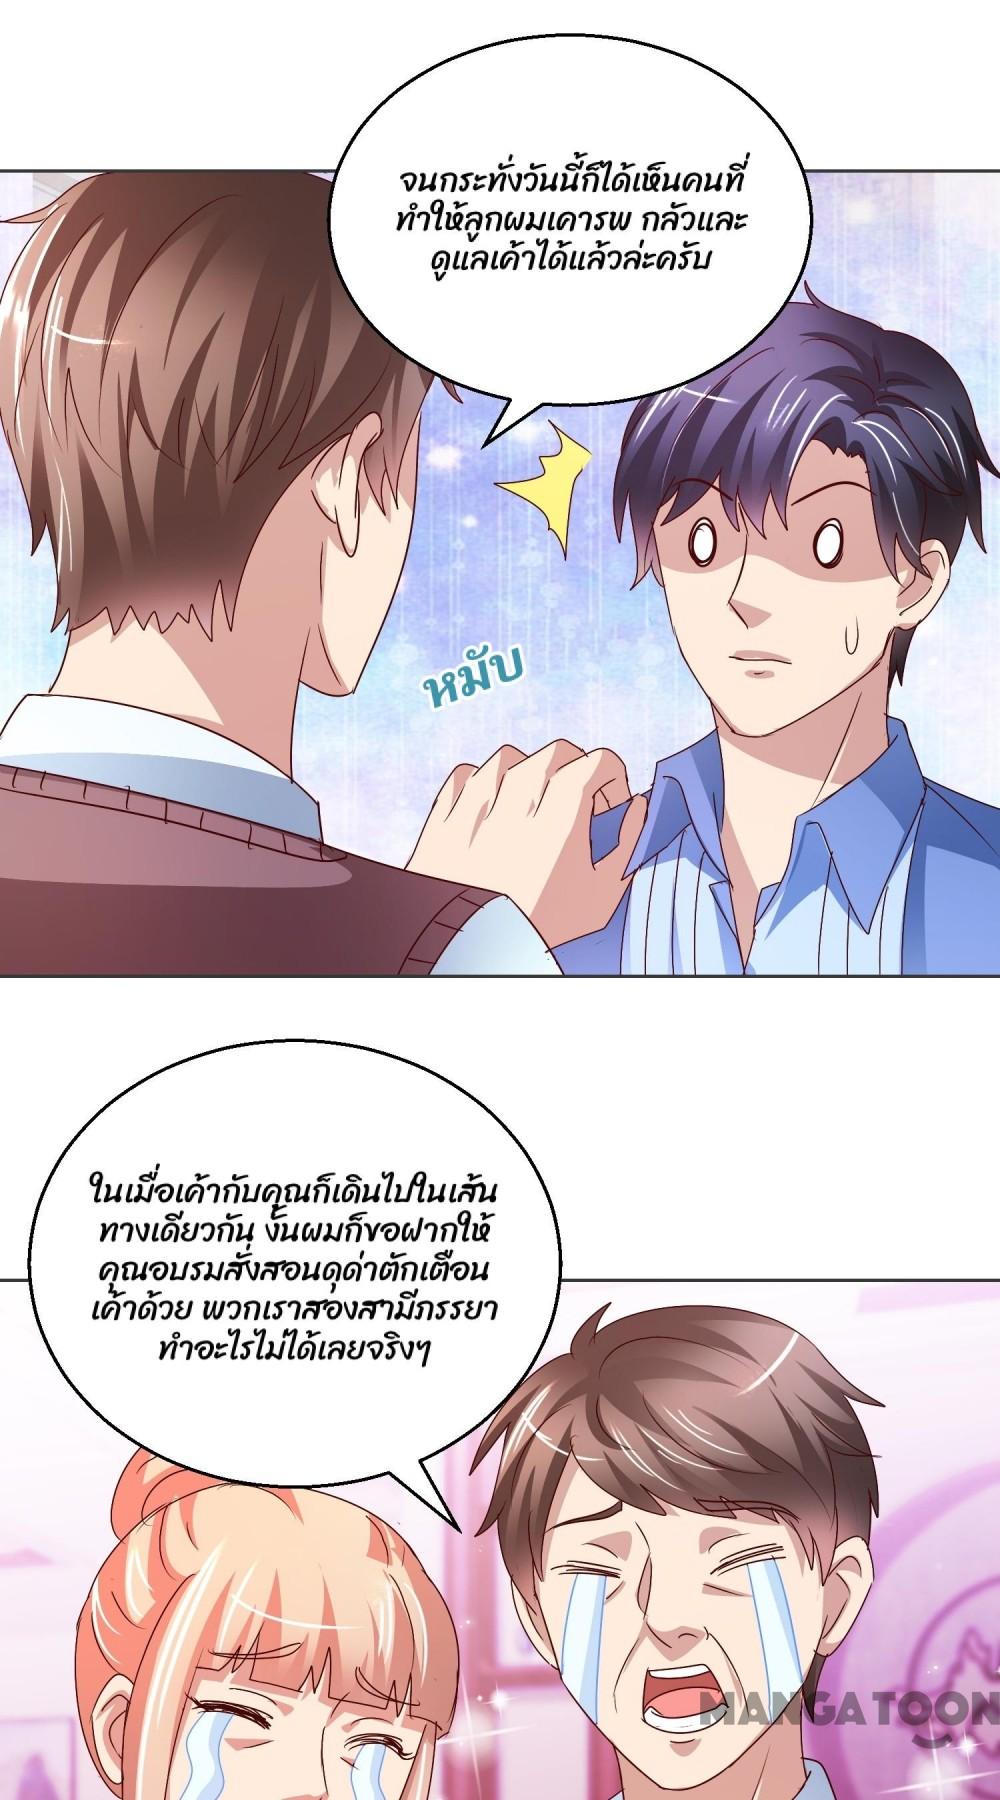 จนกระทั่งวันนี้ก็ได้เห็นคนที่
ทำให้ลูกผมเคารพ กลัวและ
ดูแลเค้าได้แล้วล่ะครับ
หมับ
ในเมื่อเค้ากับคุณก็เดินไปในเส้น
ทางเดียวกัน งั้นผมก็ขอฝากให้
คุณอบรมสั่งสอนดุด่าตักเตือน
เค้าด้วย พวกเราสองสามีภรรยา
ทำอะไรไม่ได้เลยจริงๆ
MANGATOON